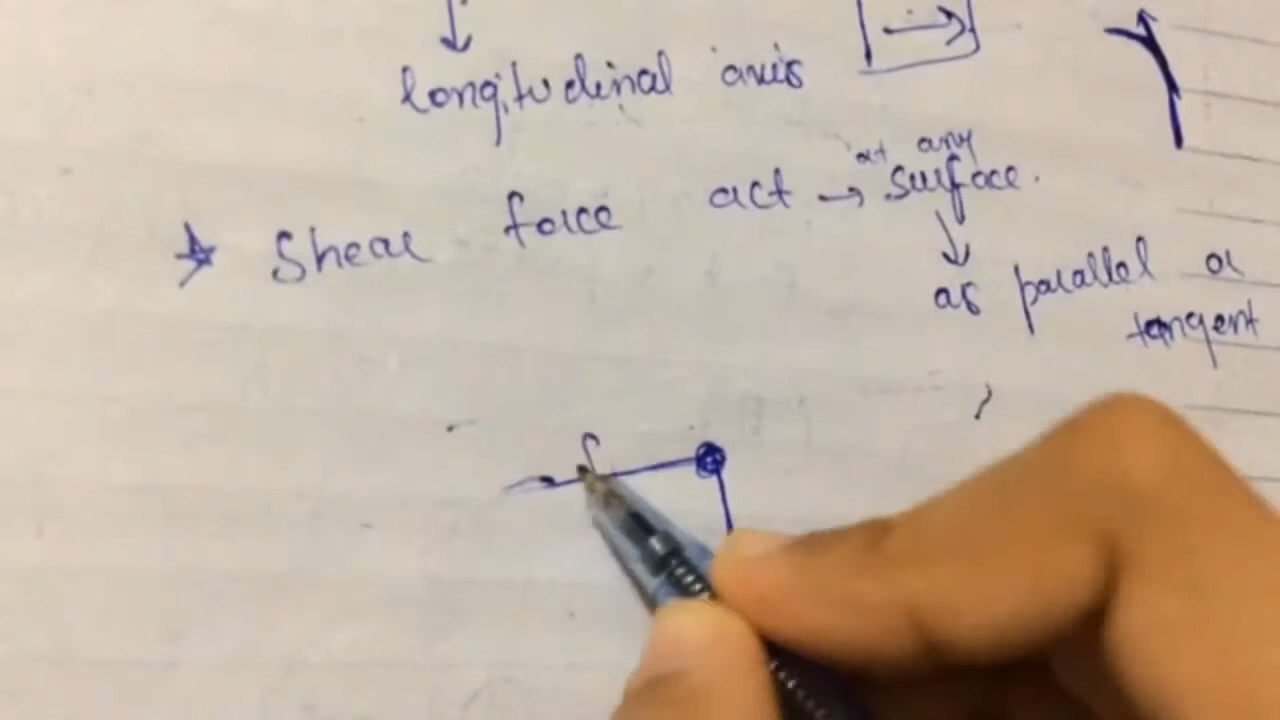 longitudinal axis
at any
★ Shear force act → surface.
↓
as parallel or
tangent